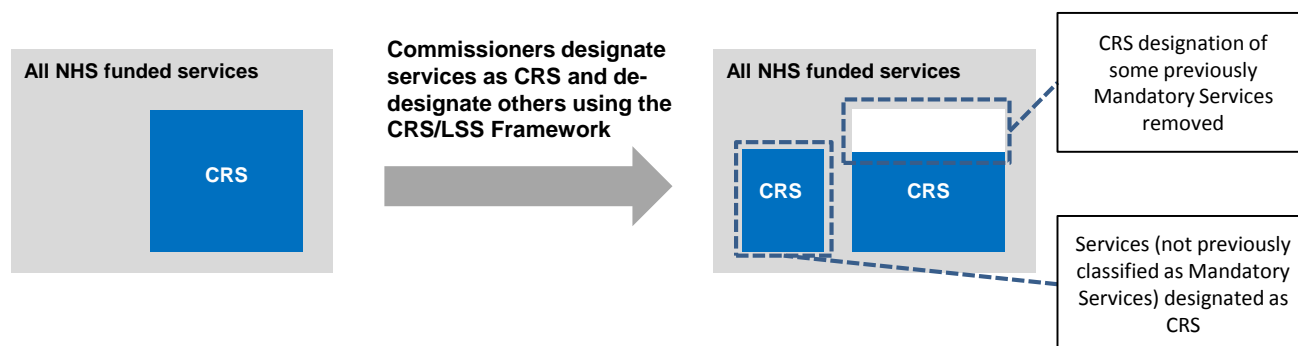 All NHS funded services
CRS
Commissioners designate
services as CRS and de-
designate others using the
CRS/LSS Framework
All NHS funded services
CRS
CRS
CRS designation of
some previously
Mandatory Services
removed
Services (not previously
classified as Mandatory
Services) designated as
CRS